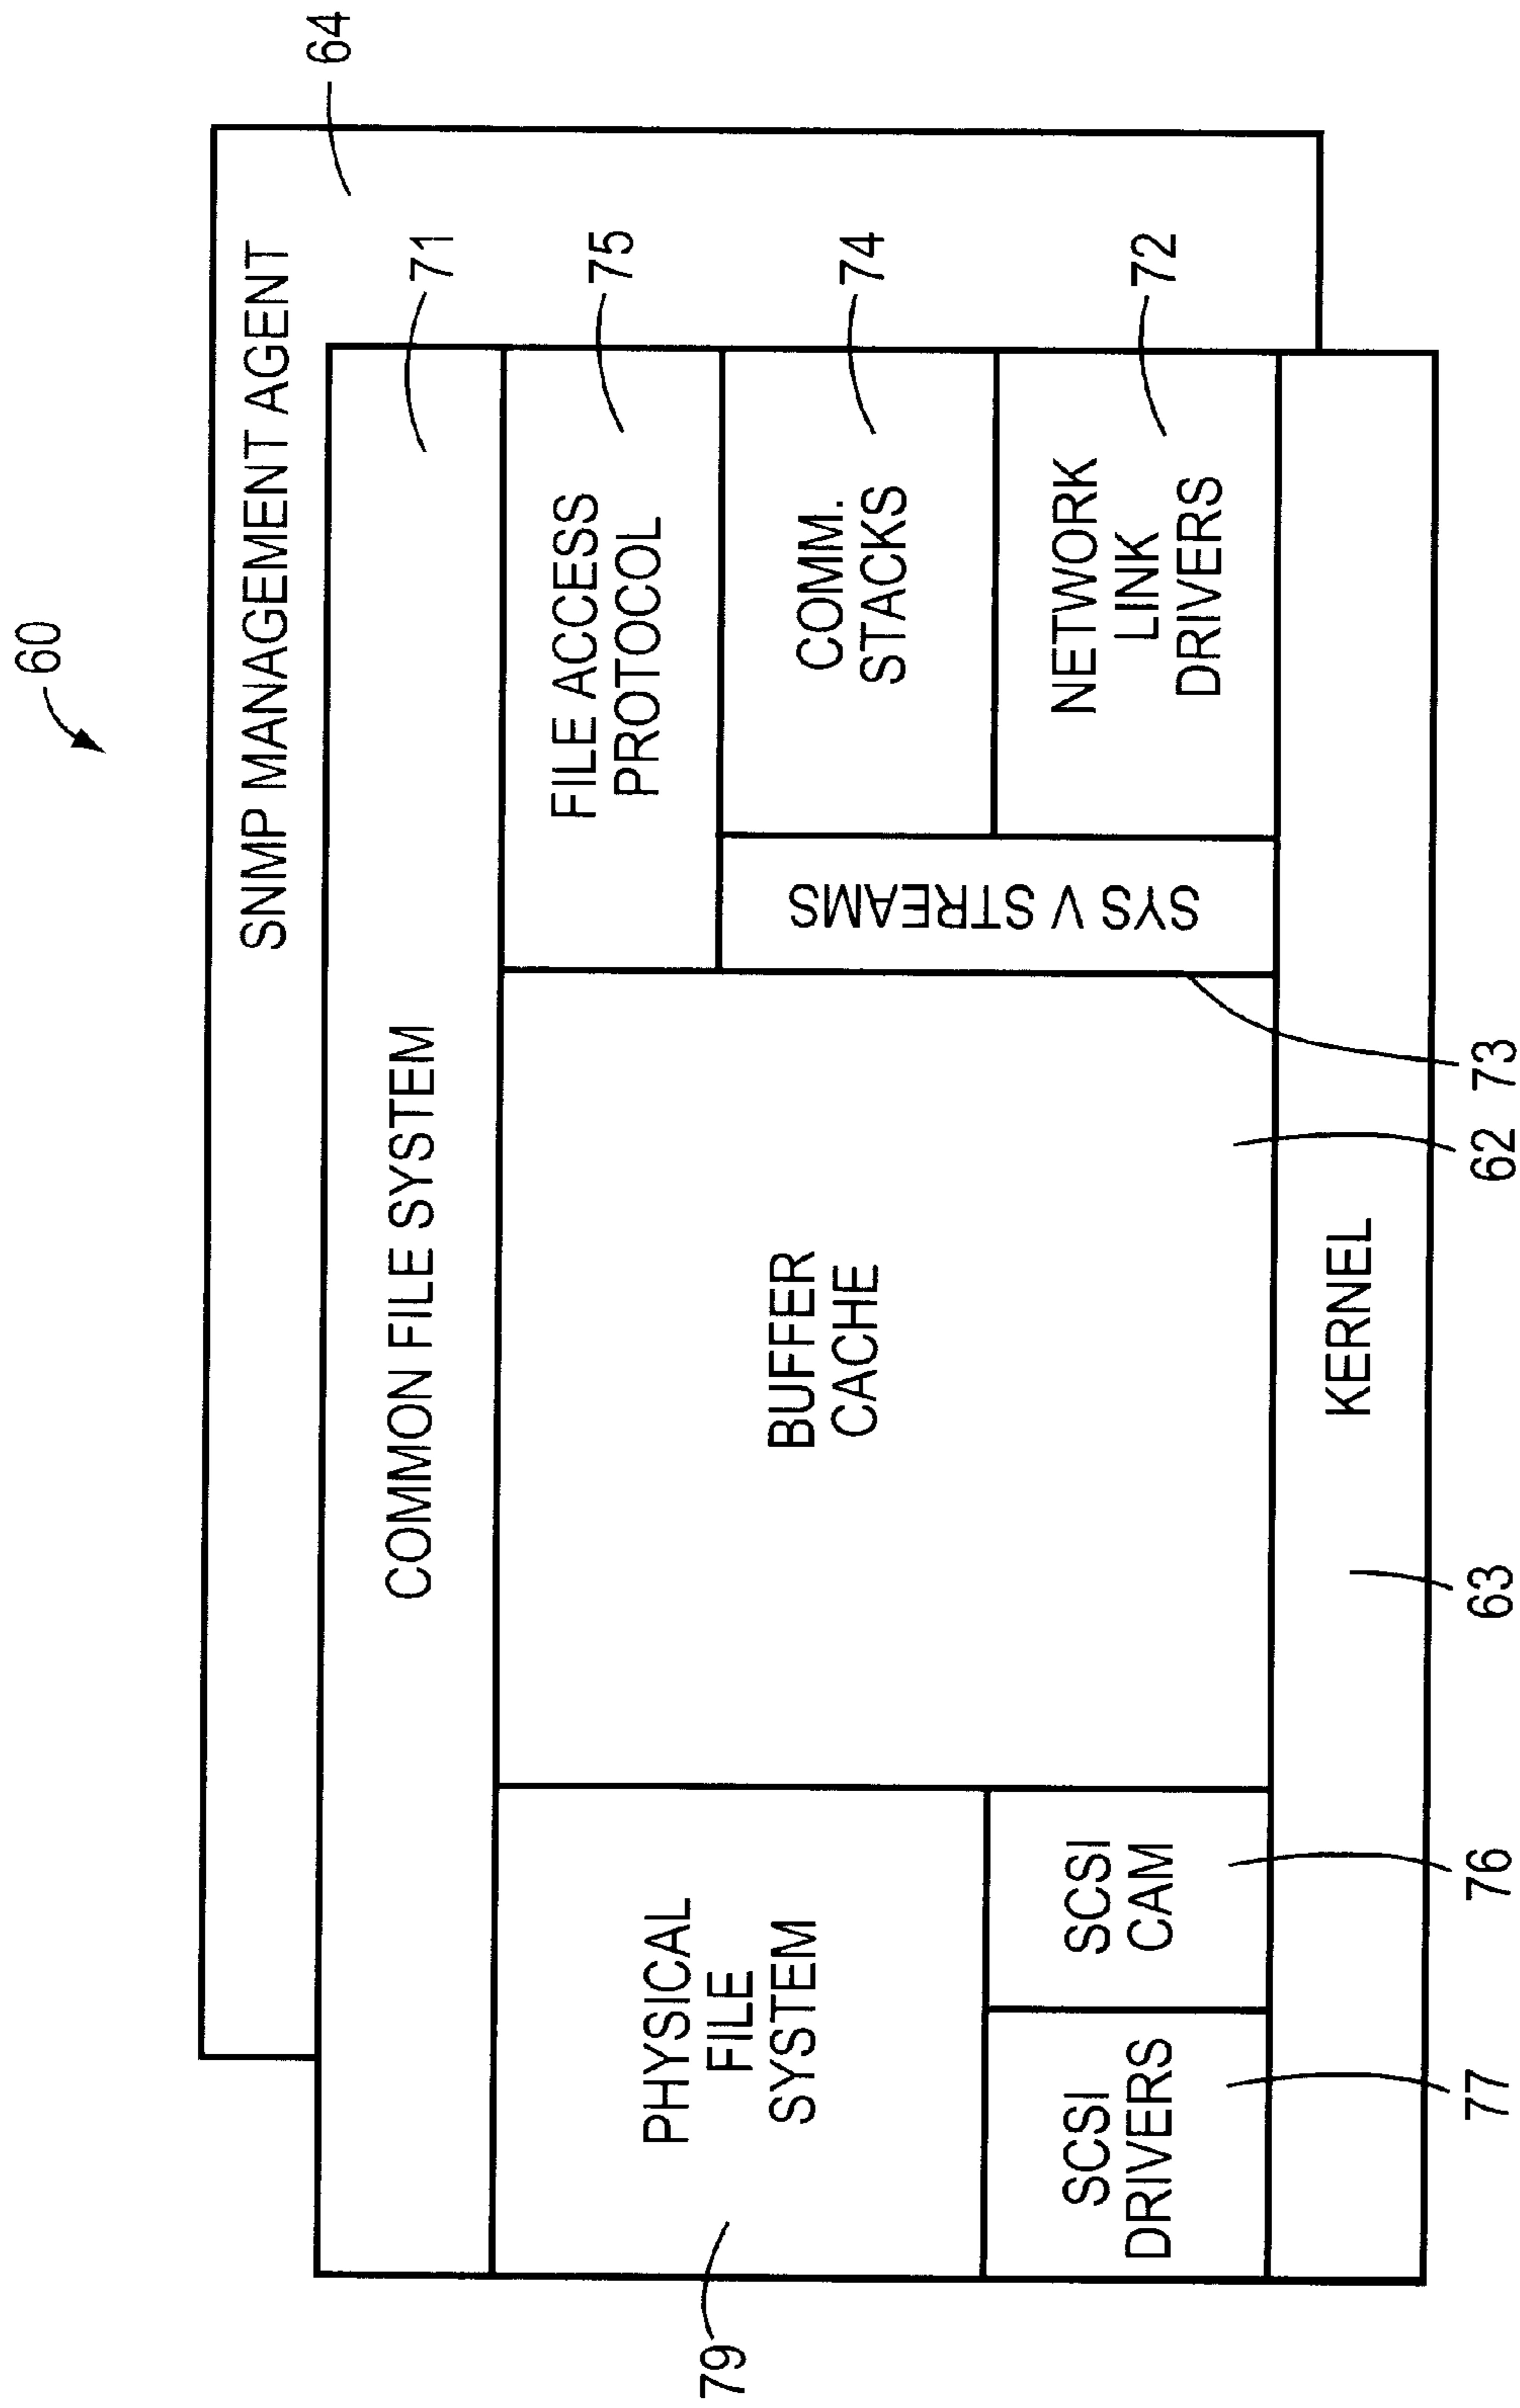 60
64
SNMP MANAGEMENT AGENT
71
COMMON FILE SYSTEM
75
FILE ACCESS
PROTOCOL
74
COMM.
STACKS
72
NETWORK
LINK
DRIVERS
SYS V STREAMS
73
BUFFER
CACHE
62
PHYSICAL
FILE
SYSTEM
79
SCSI
CAM
76
SCSI
DRIVERS
77
KERNEL
63